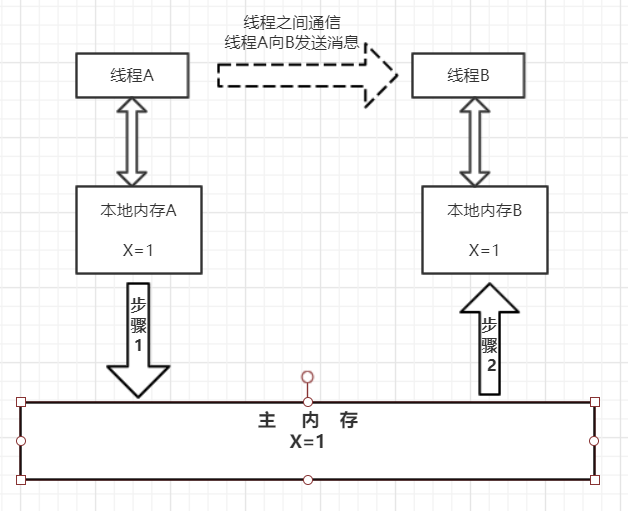 线程之间通信
线程A向B发送消息
线程A
线程B
本地内存A
X=1
本地内存B
X=1
步
骤
1
步
骤
2
主 内 存
X=1